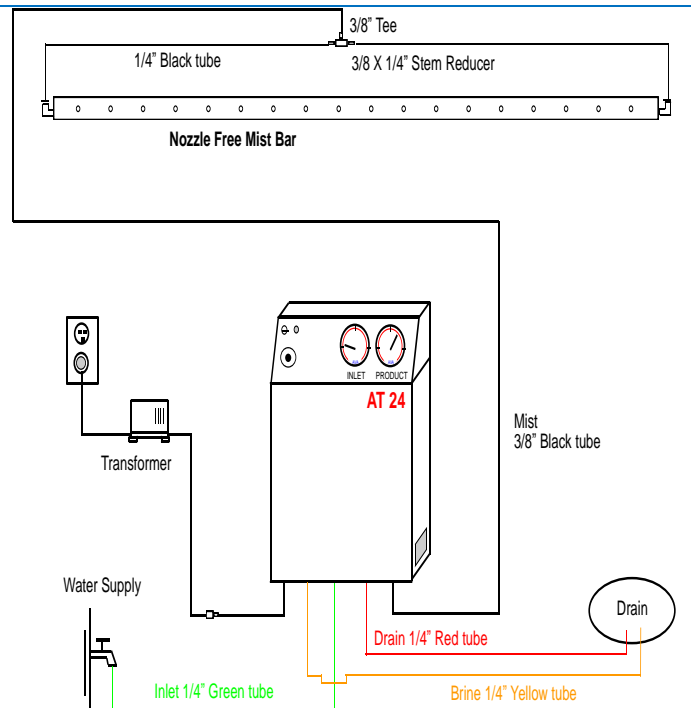 3/8" Tee
1/4" Black tube
3/8 X 1/4" Stem Reducer
Nozzle Free Mist Bar
INLET
PRODUCT
AT 24
Mist
3/8" Black tube
Transformer
Water Supply
Drain
Drain 1/4" Red tube
Inlet 1/4" Green tube
Brine 1/4" Yellow tube